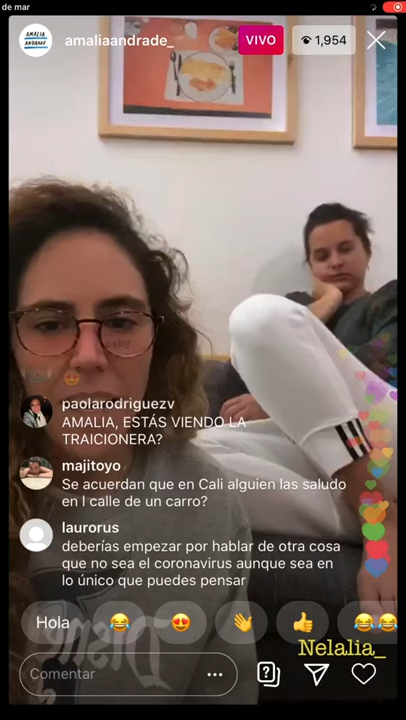 de mar
AMALIA
ANDRADE
amaliaandrade_
VIVO
1,954
paolarodriguezv
AMALIA, ESTÁS VIENDO LA
TRAICIONERA?
majitoyo
Se acuerdan que en Cali alguien las saludo
en l calle de un carro?
laurorus
deberías empezar por hablar de otra cosa
que no sea el coronavirus aunque sea en
lo único que puedes pensar
Hola
Nelalia_
Comentar